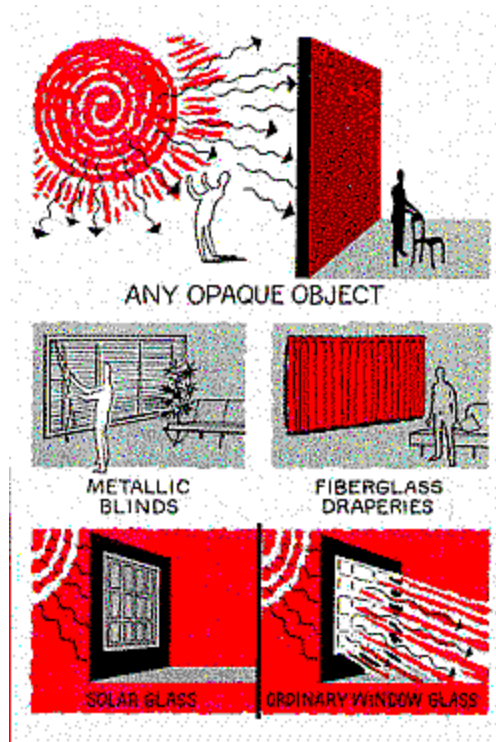 ANY OPAQUE OBJECT
METALLIC
BLINDS
FIBERGLASS
DRAPERIES
SOLAR GLASS
ORDINARY WINDOW GLASS